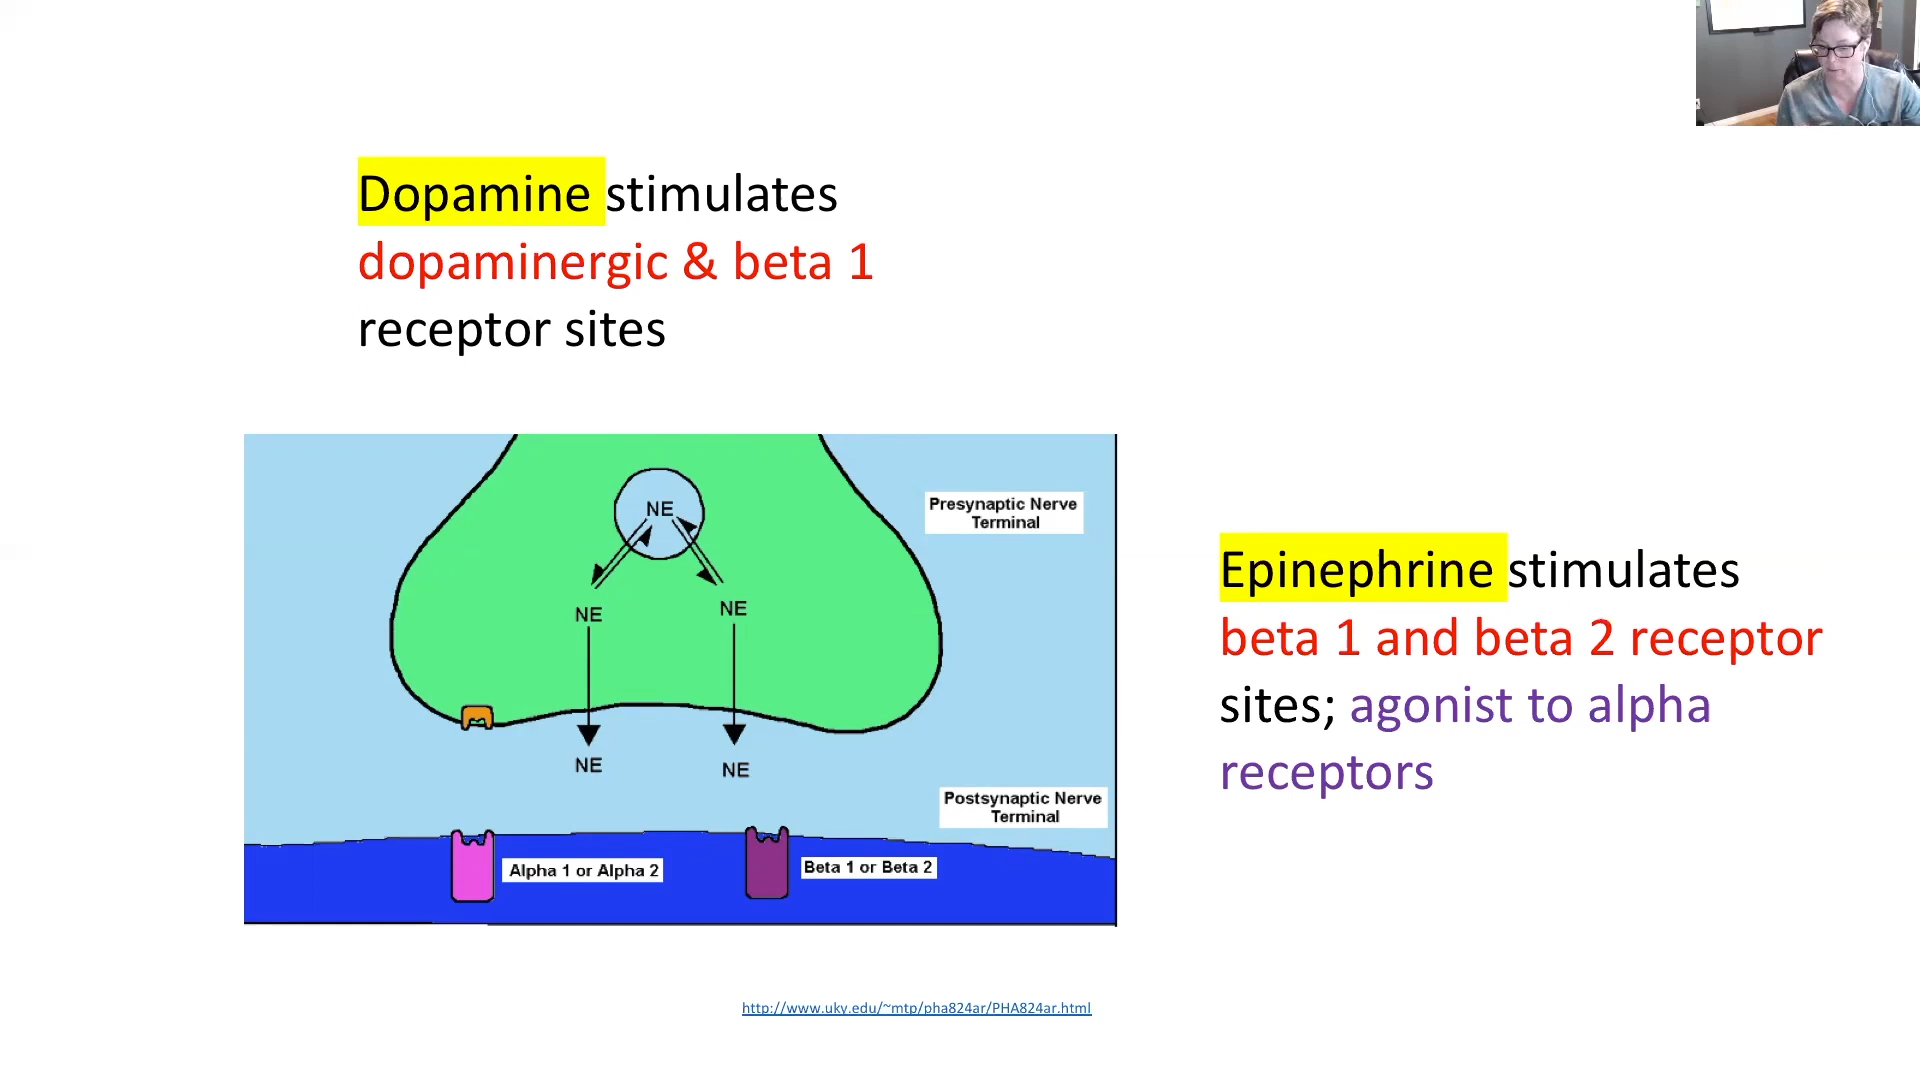 Dopamine stimulates
dopaminergic & beta 1
receptor sites
NE
Presynaptic Nerve
Terminal
NE
NE
NE
NE
Postsynaptic Nerve
Terminal
Alpha 1 or Alpha 2
Beta 1 or Beta 2
Epinephrine stimulates
beta 1 and beta 2 receptor
sites; agonist to alpha
receptors
http://www.uky.edu/~mtp/pha824ar/PHA824ar.html